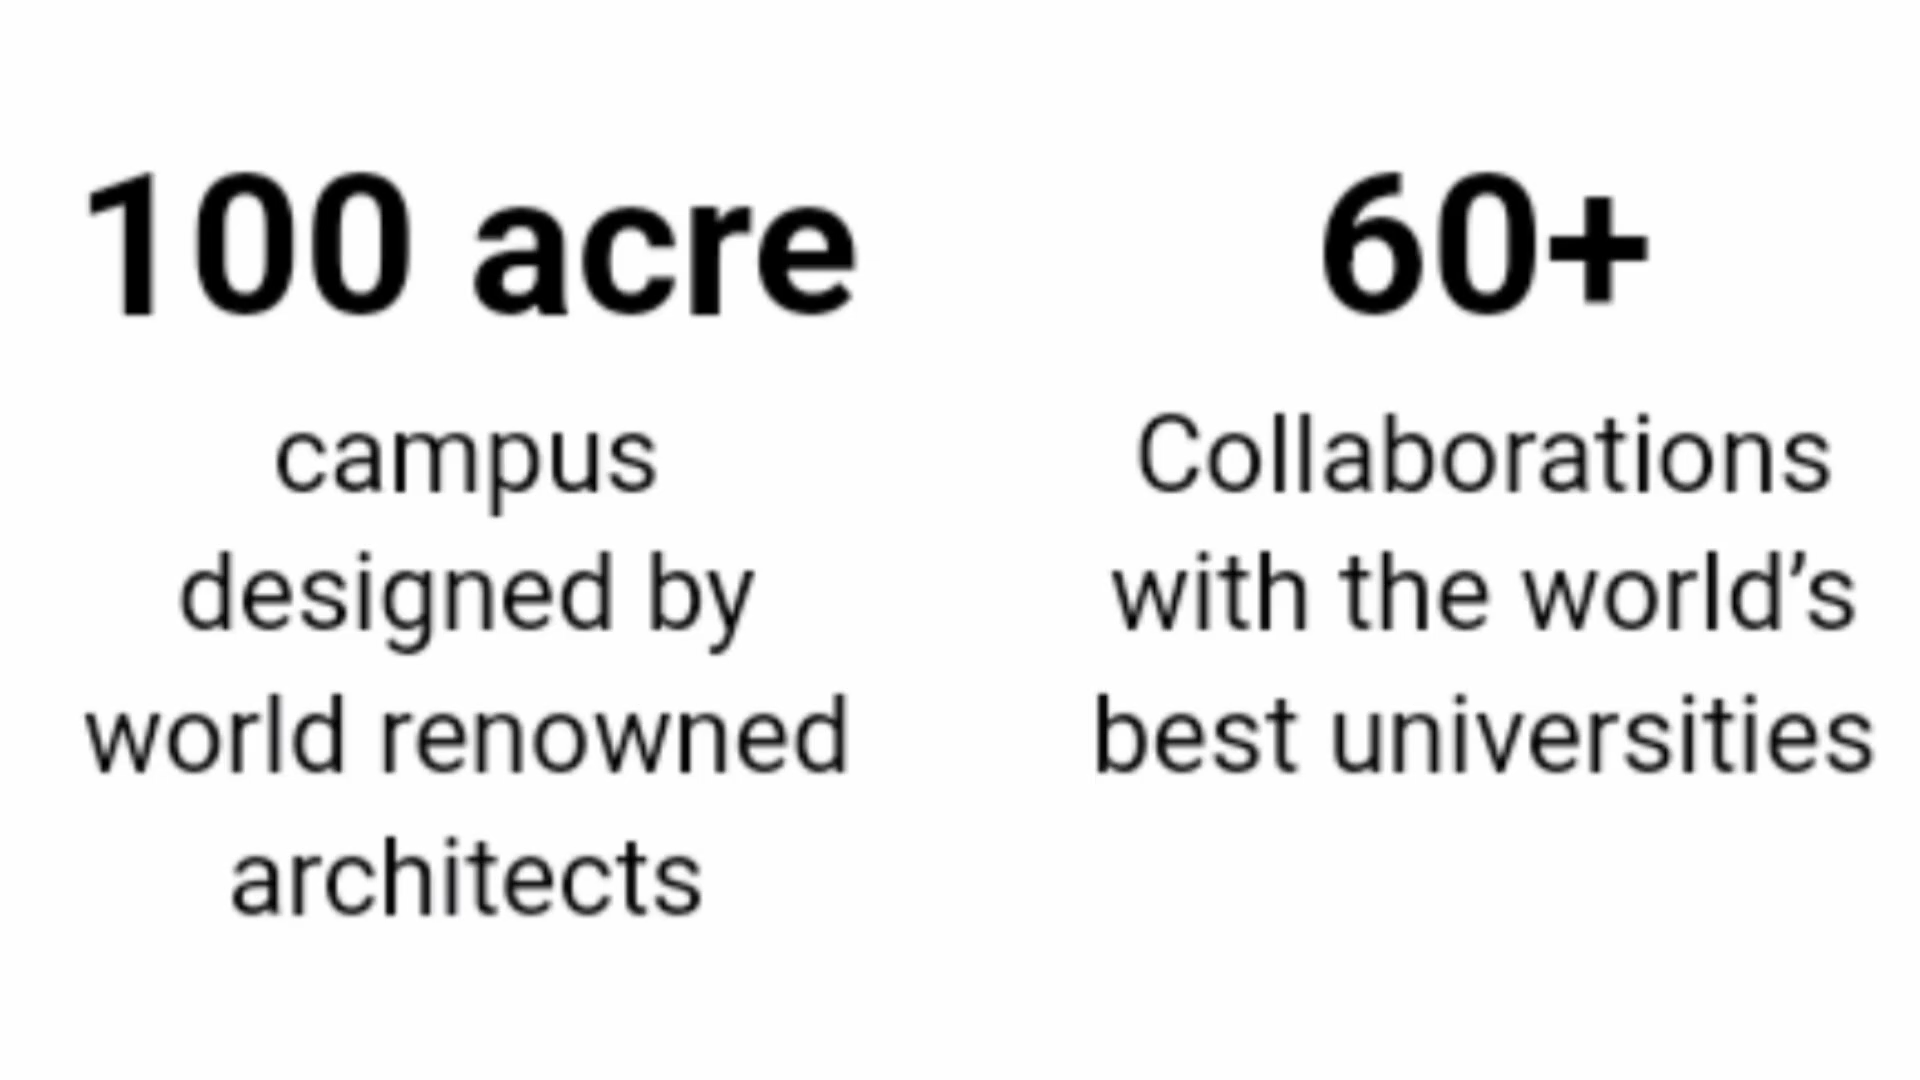 100 acre
campus
designed by
world renowned
architects
60+
Collaborations
with the world’s
best universities